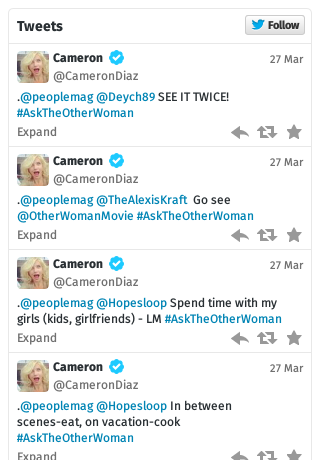 Tweets
Follow
Cameron
27 Mar
@CameronDiaz
.@peoplemag @Deych89 SEE IT TWICE!
#AskTheOtherWoman
Expand
Cameron
27 Mar
@CameronDiaz
.@peoplemag @TheAlexisKraft Go see
@OtherWomanMovie #AskTheOtherWoman
Expand
Cameron
27 Mar
@CameronDiaz
.@peoplemag @Hopesloop Spend time with my
girls (kids, girlfriends) - LM #AskTheOtherWoman
Expand
Cameron
27 Mar
@CameronDiaz
.@peoplemag @Hopesloop In between
scenes-eat, on vacation-cook
#AskTheOtherWoman
Expand